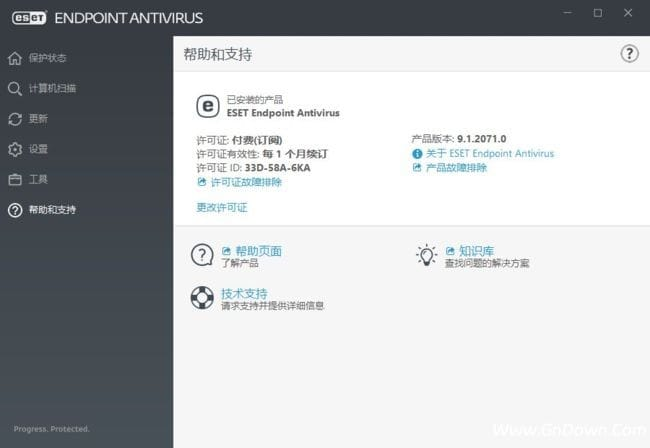 eset ENDPOINT ANTIVIRUS
保护状态
计算机扫描
更新
设置
工具
帮助和支持
Progress. Protected.
帮助和支持
?
e
已安装的产品
ESET Endpoint Antivirus
许可证: 付费(订阅)
许可证有效性: 每 1 个月续订
许可证 ID: 33D-58A-6KA
许可证故障排除
更改许可证
产品版本: 9.1.2071.0
关于 ESET Endpoint Antivirus
产品故障排除
帮助页面
了解产品
知识库
查找问题的解决方案
技术支持
请求支持并提供详细信息
Www.GnDown.Com